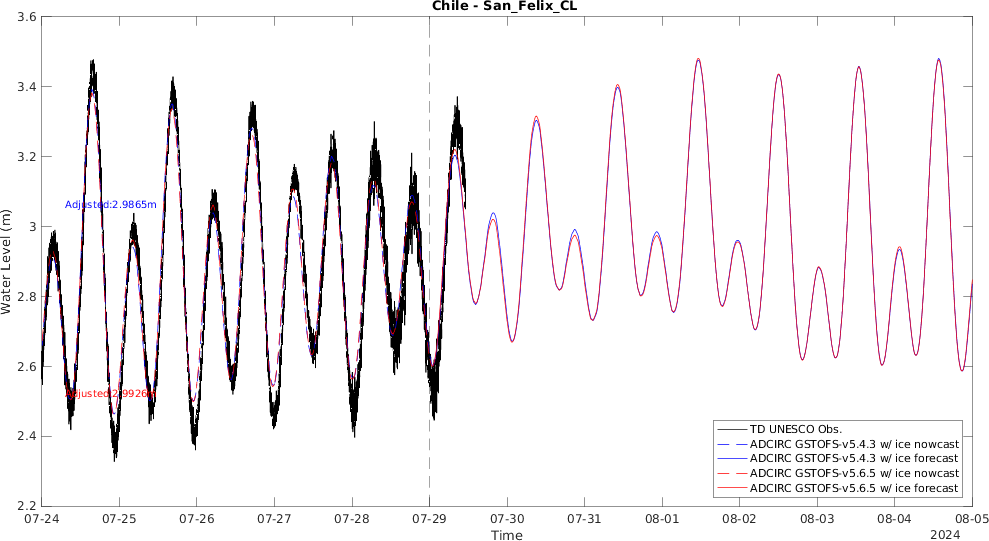 Chile - San_Felix_CL
3.6
3.4
3.2
3
2.8
2.6
2.4
2.2
Water Level (m)
Adjusted:2.9865m
Adjusted:2.9926m
TD UNESCO Obs.
ADCIRC GSTOFS-v5.4.3 w/ ice nowcast
ADCIRC GSTOFS-v5.4.3 w/ ice forecast
ADCIRC GSTOFS-v5.6.5 w/ ice nowcast
ADCIRC GSTOFS-v5.6.5 w/ ice forecast
07-24 07-25 07-26 07-27 07-28 07-29 07-30 07-31 08-01 08-02 08-03 08-04 08-05
Time
2024